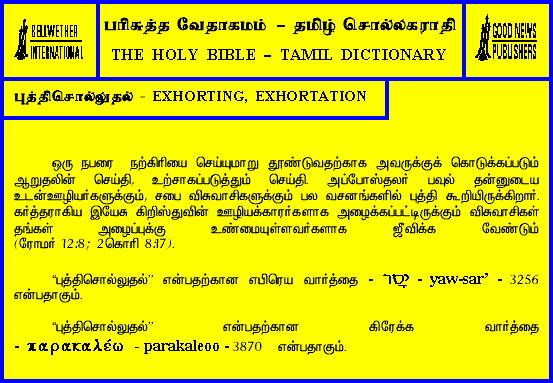 BELLWETHER
INTERNATIONAL
பரிசுத்த வேதாகமம் – தமிழ் சொல்லகராதி
THE HOLY BIBLE – TAMIL DICTIONARY
GOOD NEWS
PUBLISHERS
புத்திசொல்லுதல் - EXHORTING, EXHORTATION
ஒரு நபரை நற்கிரியை செய்யுமாறு தூண்டுவதற்காக அவருக்குக் கொடுக்கப்படும்
ஆறுதலின் செய்தி, உற்சாகப்படுத்தும் செய்தி. அப்போஸ்தலர் பவுல் தன்னுடைய
உடன்ஊழியர்களுக்கும், சபை விசுவாசிகளுக்கும் பல வசனங்களில் புத்தி கூறியிருக்கிறார்.
கர்த்தராகிய இயேசு கிறிஸ்துவின் ஊழியக்காரர்களாக அழைக்கப்பட்டிருக்கும் விசுவாசிகள்
தங்கள் அழைப்புக்கு உண்மையுள்ளவர்களாக ஜீவிக்க வேண்டும்
(ரோமர் 12:8; 2கொரி 8:17).
“புத்திசொல்லுதல்” என்பதற்கான எபிரெய வார்த்தை - יָסַר - yaw-sar’ - 3256
என்பதாகும்.
“புத்திசொல்லுதல்” என்பதற்கான கிரேக்க வார்த்தை
- παρακαλέω - parakaleoo - 3870 என்பதாகும்.